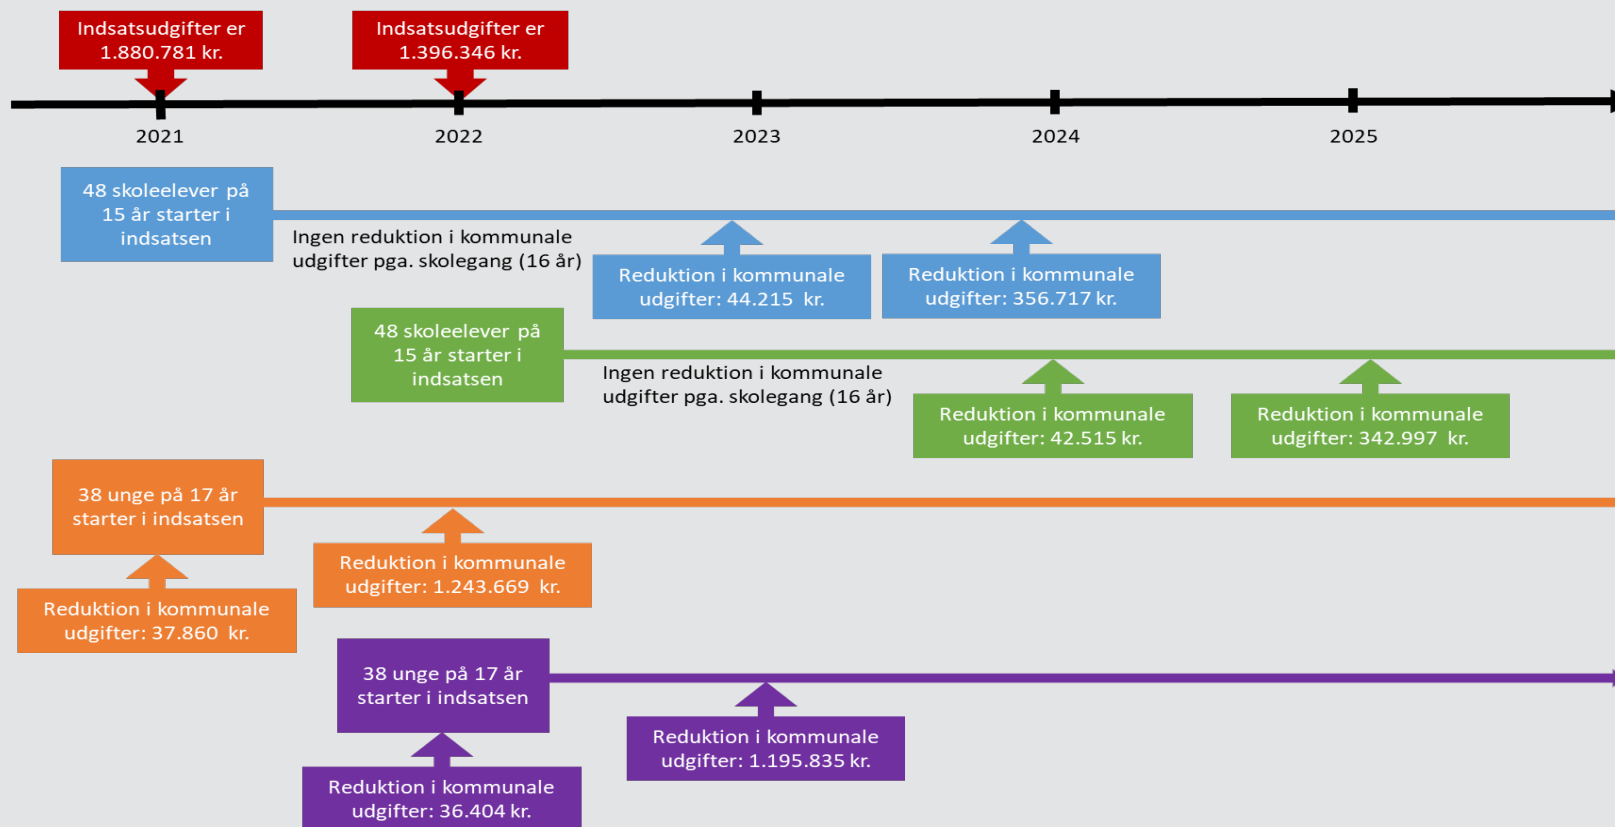 Indsatsudgifter er
1.880.781 kr.
Indsatsudgifter er
1.396.346 kr.
2021
2022
2023
2024
2025
48 skoleelever på
15 år starter i
indsatsen
Ingen reduktion i kommunale
udgifter pga. skolegang (16 år)
Reduktion i kommunale
udgifter: 44.215 kr.
Reduktion i kommunale
udgifter: 356.717 kr.
48 skoleelever på
15 år starter i
indsatsen
Ingen reduktion i kommunale
udgifter pga. skolegang (16 år)
Reduktion i kommunale
udgifter: 42.515 kr.
Reduktion i kommunale
udgifter: 342.997 kr.
38 unge på 17 år
starter i indsatsen
Reduktion i kommunale
udgifter: 37.860 kr.
Reduktion i kommunale
udgifter: 1.243.669 kr.
38 unge på 17 år
starter i indsatsen
Reduktion i kommunale
udgifter: 36.404 kr.
Reduktion i kommunale
udgifter: 1.195.835 kr.